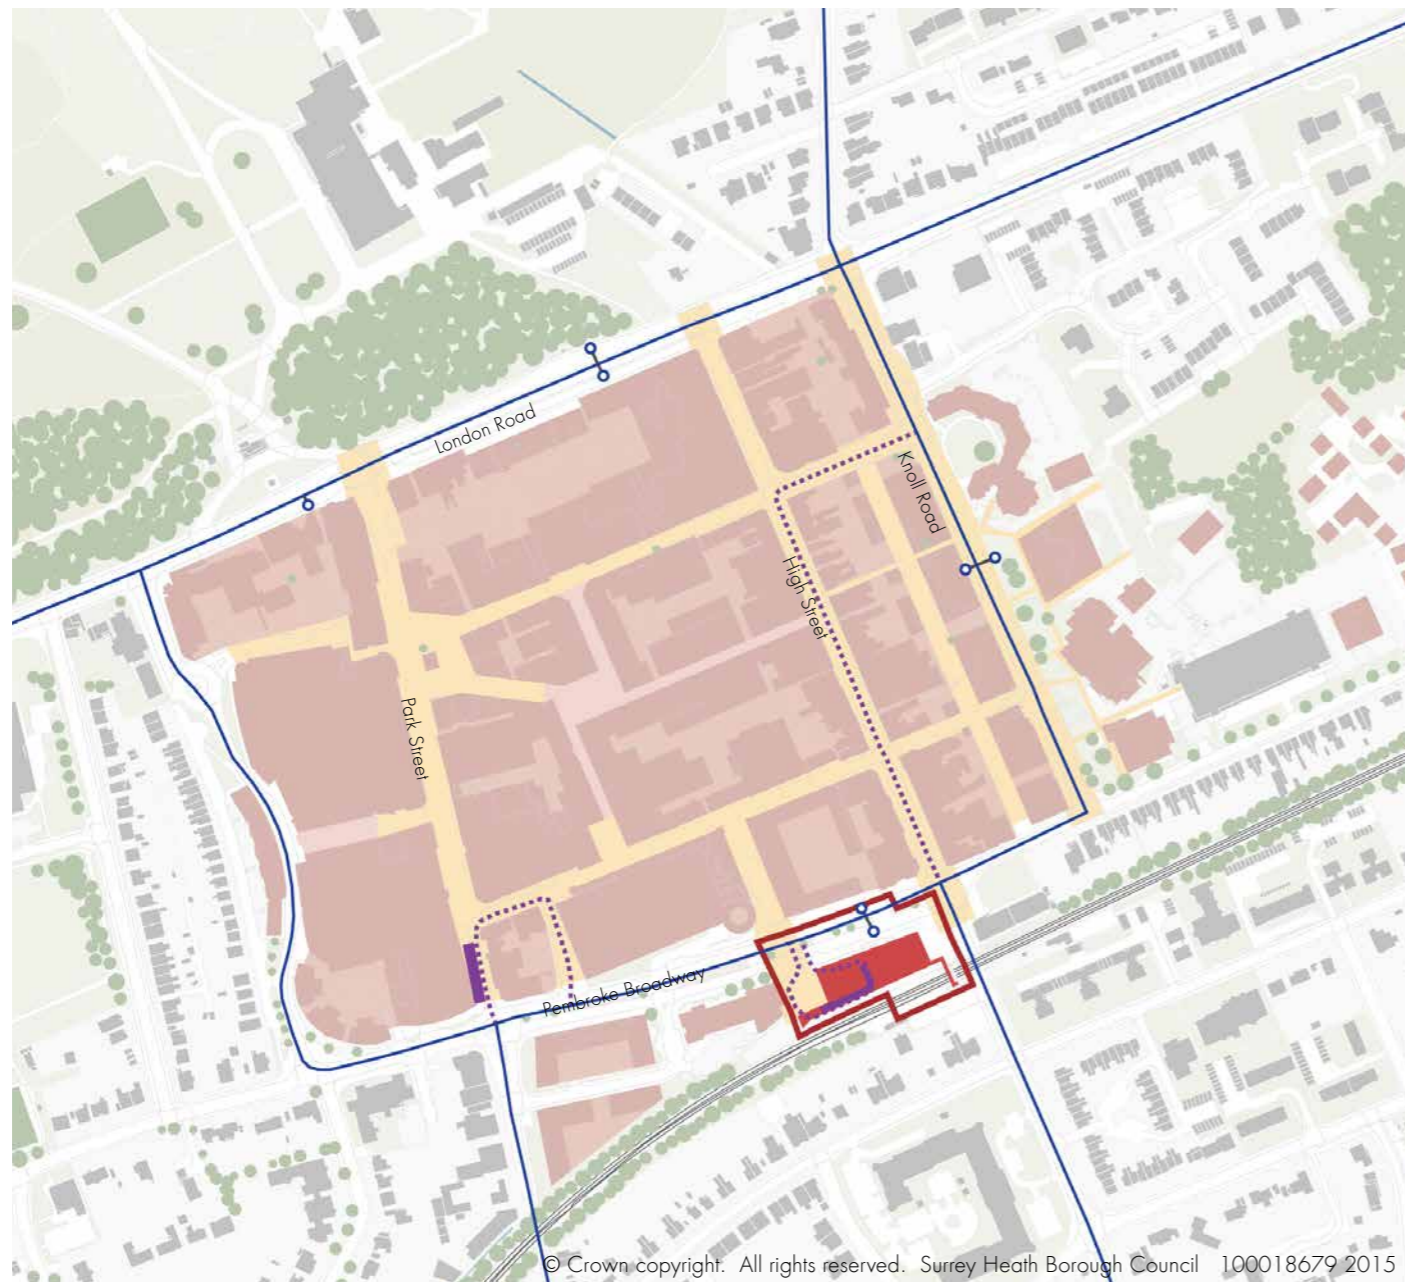 London Road
Knoll Road
High Street
Park Street
Pembroke Broadway
© Crown copyright. All rights reserved. Surrey Heath Borough Council 100018679 2015